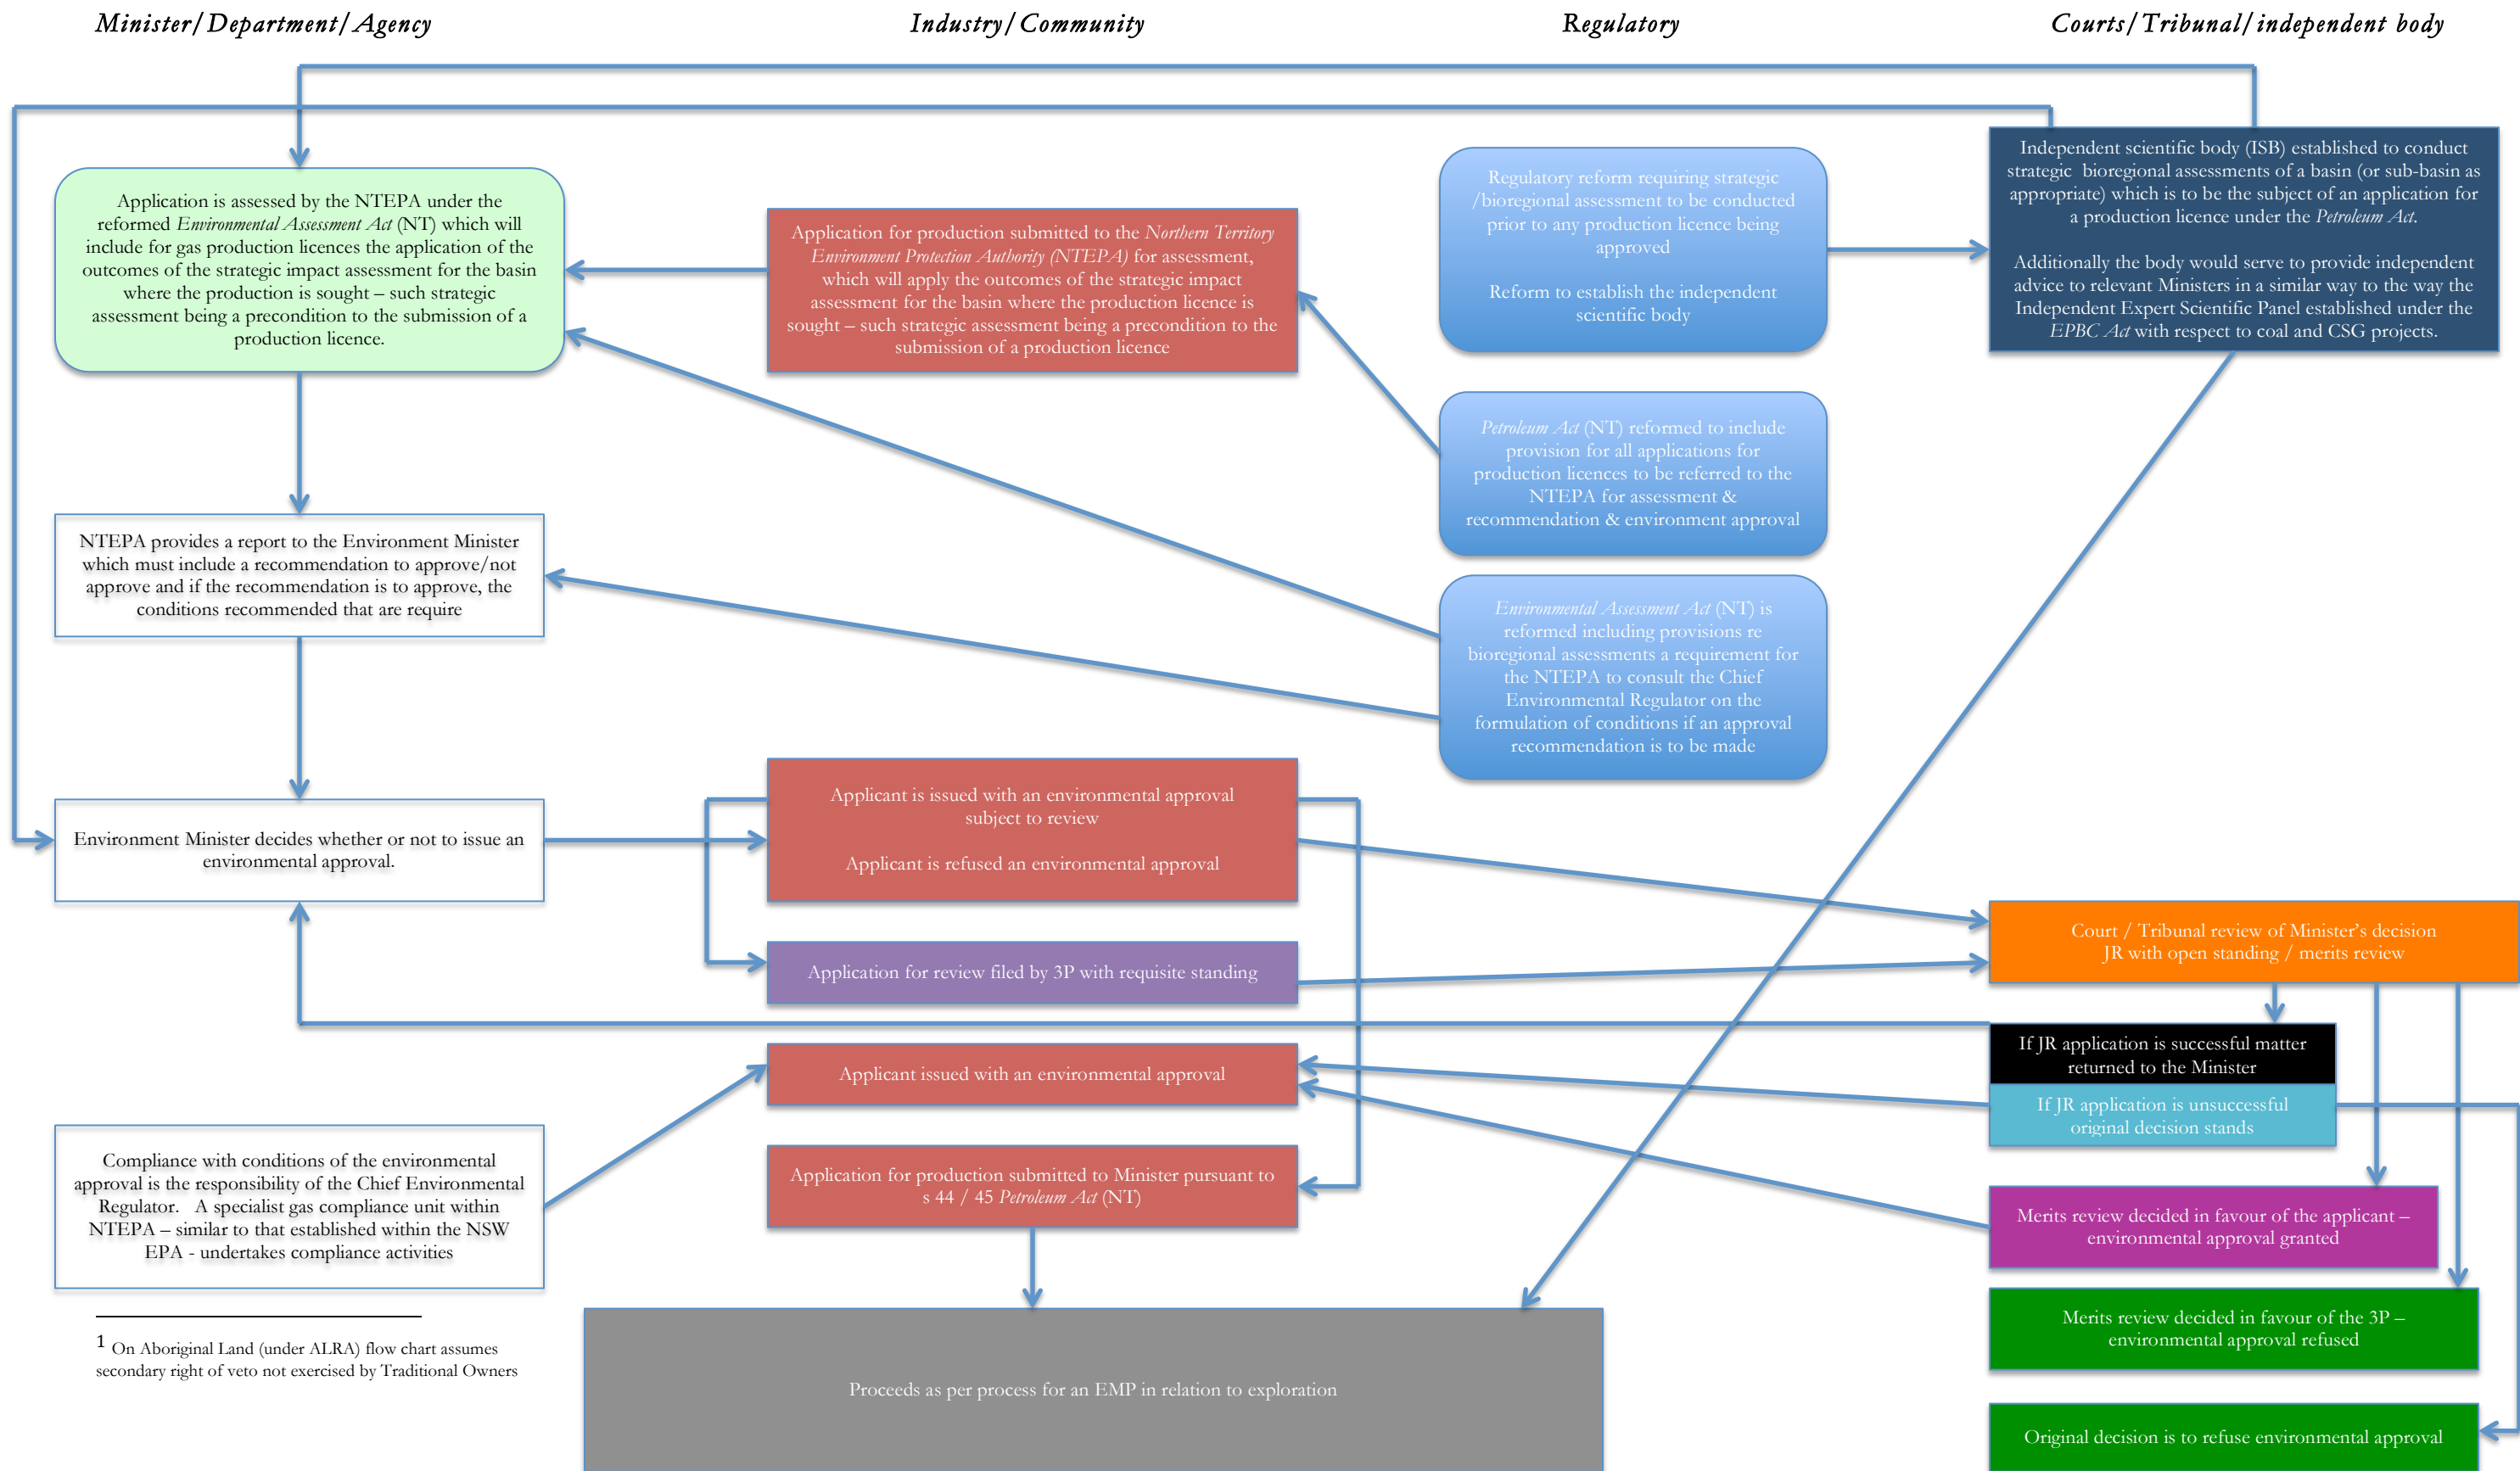 Minister/Department/Agency
Industry/Community
Regulatory
Courts/Tribunal/independent body
Application is assessed by the NTEPA under the
reformed Environmental Assessment Act (NT) which will
include for gas production licences the application of the
outcomes of the strategic impact assessment for the basin
where the production is sought – such strategic
assessment being a precondition to the submission of a
production licence.
Application for production submitted to the Northern Territory
Environment Protection Authority (NTEPA) for assessment,
which will apply the outcomes of the strategic impact
assessment for the basin where the production licence is
sought – such strategic assessment being a precondition to the
submission of a production licence
Regulatory reform requiring strategic
/bioregional assessment to be conducted
prior to any production licence being
approved
Reform to establish the independent
scientific body
Independent scientific body (ISB) established to conduct
strategic bioregional assessments of a basin (or sub-basin as
appropriate) which is to be the subject of an application for
a production licence under the Petroleum Act.
Additionally the body would serve to provide independent
advice to relevant Ministers in a similar way to the way the
Independent Expert Scientific Panel established under the
EPBC Act with respect to coal and CSG projects.
Petroleum Act (NT) reformed to include
provision for all applications for
production licences to be referred to the
NTEPA for assessment &
recommendation & environment approval
NTEPA provides a report to the Environment Minister
which must include a recommendation to approve/not
approve and if the recommendation is to approve, the
conditions recommended that are require
Environmental Assessment Act (NT) is
reformed including provisions re
bioregional assessments a requirement for
the NTEPA to consult the Chief
Environmental Regulator on the
formulation of conditions if an approval
recommendation is to be made
Environment Minister decides whether or not to issue an
environmental approval.
Applicant is issued with an environmental approval
subject to review
Applicant is refused an environmental approval
Application for review filed by 3P with requisite standing
Court / Tribunal review of Minister's decision
JR with open standing / merits review
If JR application is successful matter
returned to the Minister
If JR application is unsuccessful
original decision stands
Applicant issued with an environmental approval
Compliance with conditions of the environmental
approval is the responsibility of the Chief Environmental
Regulator. A specialist gas compliance unit within
NTEPA – similar to that established within the NSW
EPA - undertakes compliance activities
Application for production submitted to Minister pursuant to
s 44 / 45 Petroleum Act (NT)
Merits review decided in favour of the applicant –
environmental approval granted
Merits review decided in favour of the 3P –
environmental approval refused
1 On Aboriginal Land (under ALRA) flow chart assumes
secondary right of veto not exercised by Traditional Owners
Proceeds as per process for an EMP in relation to exploration
Original decision is to refuse environmental approval